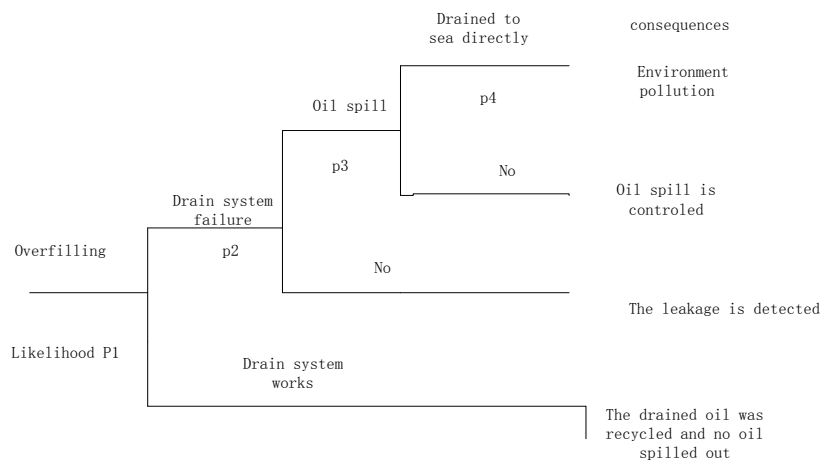 Drained to
sea directly
consequences
Environment
pollution
p4
Oil spill
p3
No
Oil spill is
controled
Drain system
failure
p2
Overfilling
No
The leakage is detected
Likelihood P1
Drain system
works
The drained oil was
recycled and no oil
spilled out